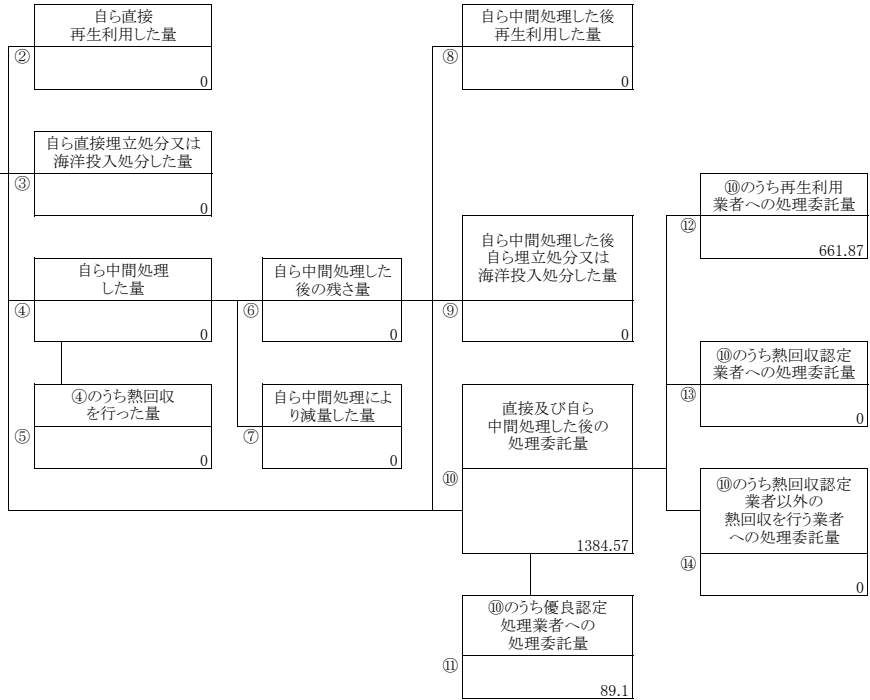 自ら直接
再生利用した量
②
0
自ら直接埋立処分又は
海洋投入処分した量
③
0
自ら中間処理
した量
④
0
④のうち熱回収
を行った量
⑤
0
自ら中間処理した
後の残さ量
⑥
0
自ら中間処理によ
り減量した量
⑦
0
自ら中間処理した後
再生利用した量
⑧
0
自ら中間処理した後
自ら埋立処分又は
海洋投入処分した量
⑨
0
直接及び自ら
中間処理した後の
処理委託量
⑩
1384.57
⑩のうち優良認定
処理業者への
処理委託量
⑪
89.1
⑩のうち再生利用
業者への処理委託量
⑫
661.87
⑩のうち熱回収認定
業者への処理委託量
⑬
0
⑩のうち熱回収認定
業者以外の
熱回収を行う業者
への処理委託量
⑭
0